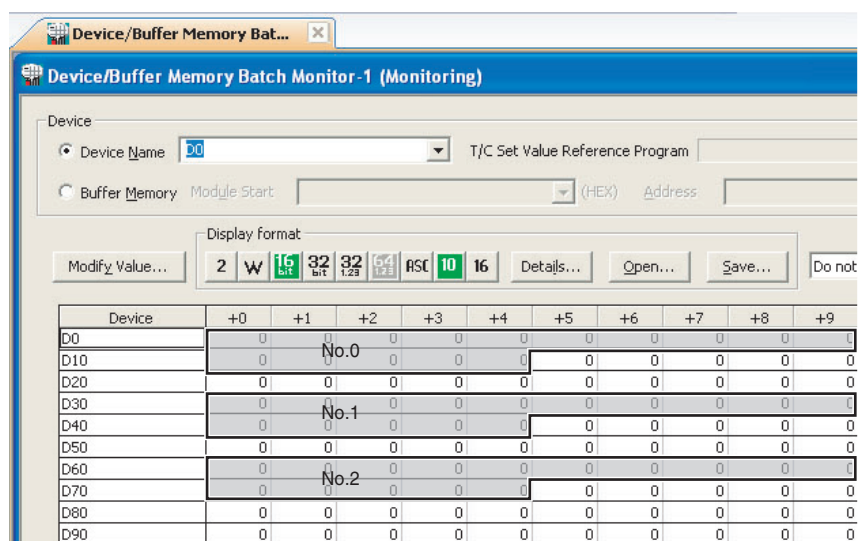 Device/Buffer Memory Bat...
Device/Buffer Memory Batch Monitor-1 (Monitoring)
Device
Device Name D0 T/C Set Value Reference Program
Buffer Memory Module Start (HEX) Address
Display format
Modify Value... 2 W 16 bit 32 bit 32 1.23 64 1.23 ASC 10 16 Details... Open... Save... Do not
Device +0 +1 +2 +3 +4 +5 +6 +7 +8 +9
D0 0 0 0 0 0 0 0 0 0 0
No.0
D10 0 0 0 0 0 0 0 0 0 0
D20 0 0 0 0 0 0 0 0 0 0
D30 0 0 0 0 0 0 0 0 0 0
No.1
D40 0 0 0 0 0 0 0 0 0 0
D50 0 0 0 0 0 0 0 0 0 0
D60 0 0 0 0 0 0 0 0 0 0
No.2
D70 0 0 0 0 0 0 0 0 0 0
D80 0 0 0 0 0 0 0 0 0 0
D90 0 0 0 0 0 0 0 0 0 0